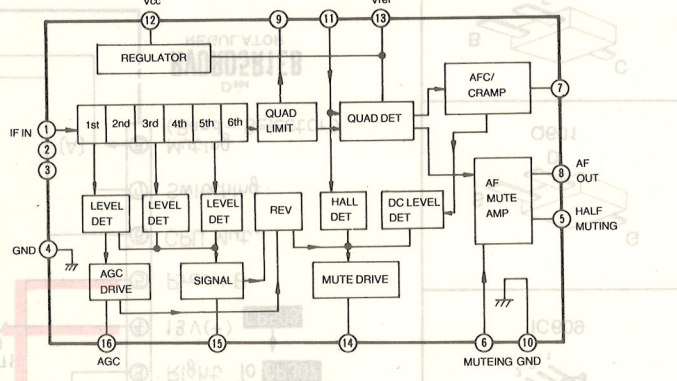 Vcc
Vref
12
9
11
13
REGULATOR
AFC/
CRAMP
7
IF IN
1
2
3
1st 2nd 3rd 4th 5th 6th
QUAD
LIMIT
QUAD DET
AF
MUTE
AMP
8
AF
OUT
5
HALF
MUTING
LEVEL
DET
LEVEL
DET
LEVEL
DET
REV
HALL
DET
DC LEVEL
DET
GND
4
AGC
DRIVE
SIGNAL
MUTE DRIVE
16
15
14
6
10
AGC
MUTEING GND